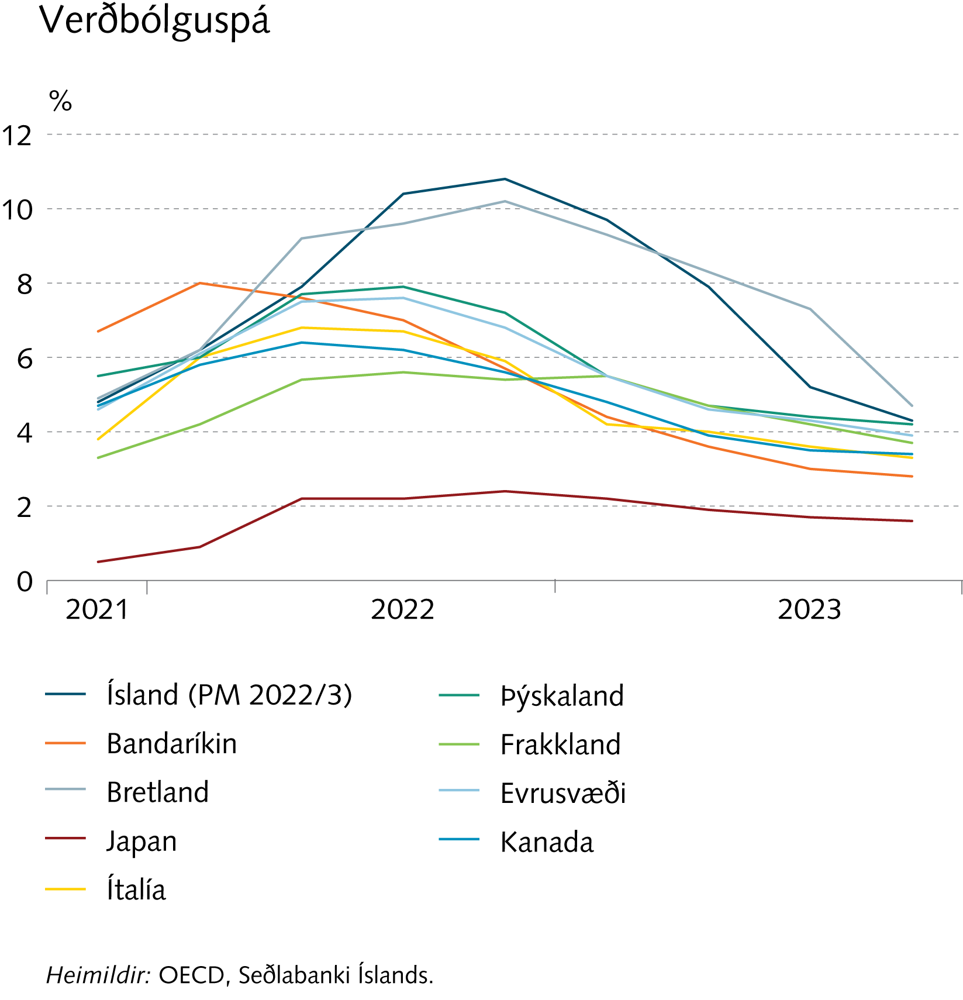 Verðbólguspá
%
12
10
8
6
4
2
0
2021 2022 2023
Ísland (PM 2022/3) Þýskaland
Bandaríkin Frakkland
Bretland Evrusvæði
Japan Kanada
Ítalía
Heimildir: OECD, Seðlabanki Íslands.